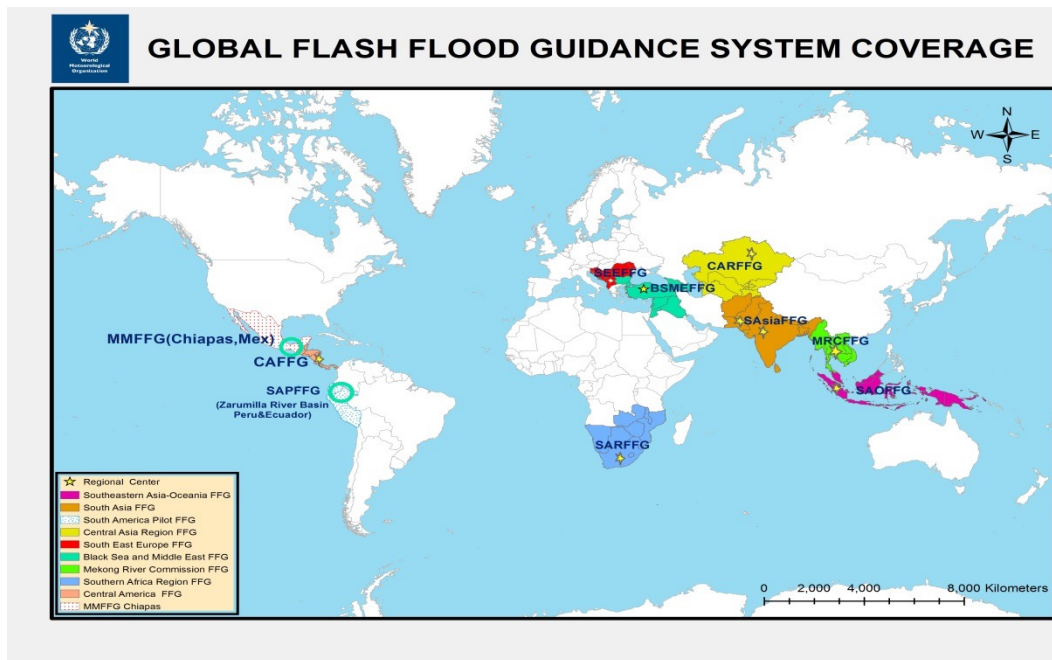 World
Meteorological
Organization
GLOBAL FLASH FLOOD GUIDANCE SYSTEM COVERAGE
N
W E
S
SEEFFG
CARFFG
BSMEFFG
SAsiaFFG
MMFFG(Chiapas,Mex)
MRCFFG
CAFFG
SAPFFG
SAOFFG
(Zarumilla River Basin
Peru&Ecuador)
SARFFG
Regional Center
Southeastern Asia-Oceania FFG
South Asia FFG
South America Pilot FFG
Central Asia Region FFG
South East Europe FFG
Black Sea and Middle East FFG
Mekong River Commission FFG
Southern Africa Region FFG
Central America FFG
MMFFG Chiapas
0 2,000 4,000 8,000 Kilometers